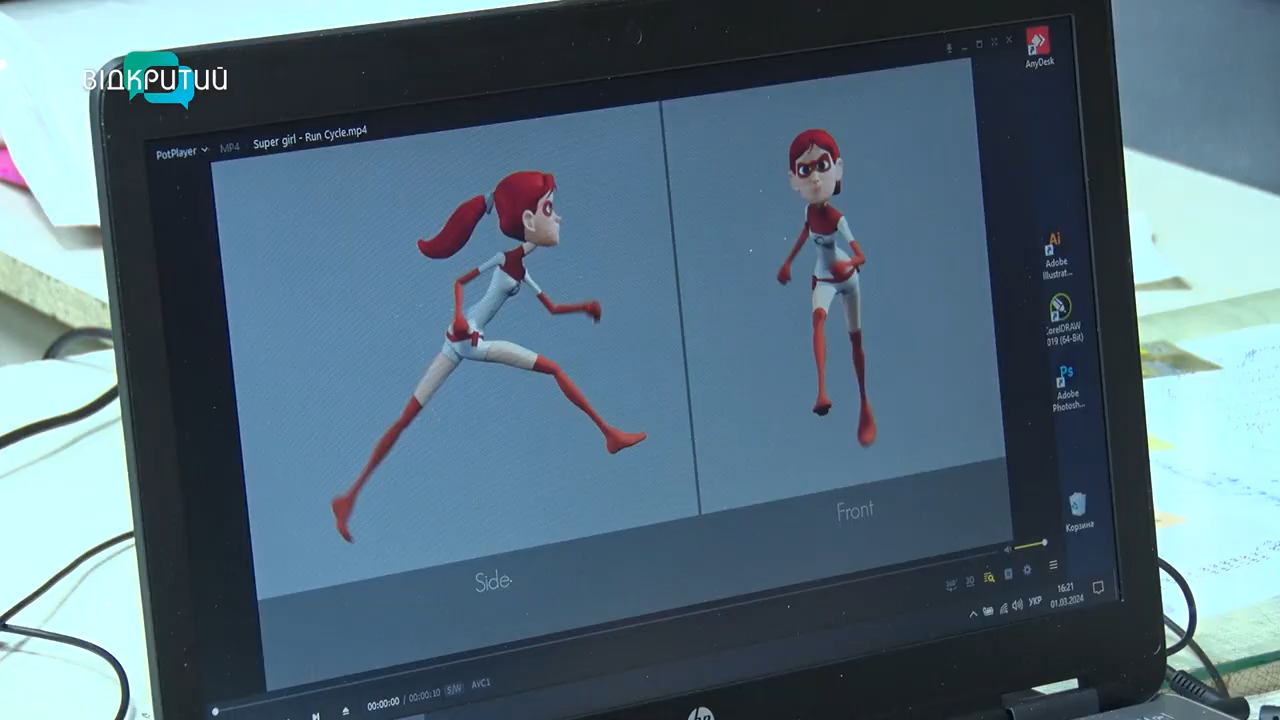 ВІДКРИТИЙ
PotPlayer
MP4
Super girl - Run Cycle.mp4
AnyDesk
Ai
Adobe
Illustrat...
CorelDRAW
019 (64-Bit)
Ps
Adobe
Photosh...
Корзина
Side
Front
3D
УКР
16:21
01.03.2024
00:00:00 / 00:00:10
S/W
AVC1
hp